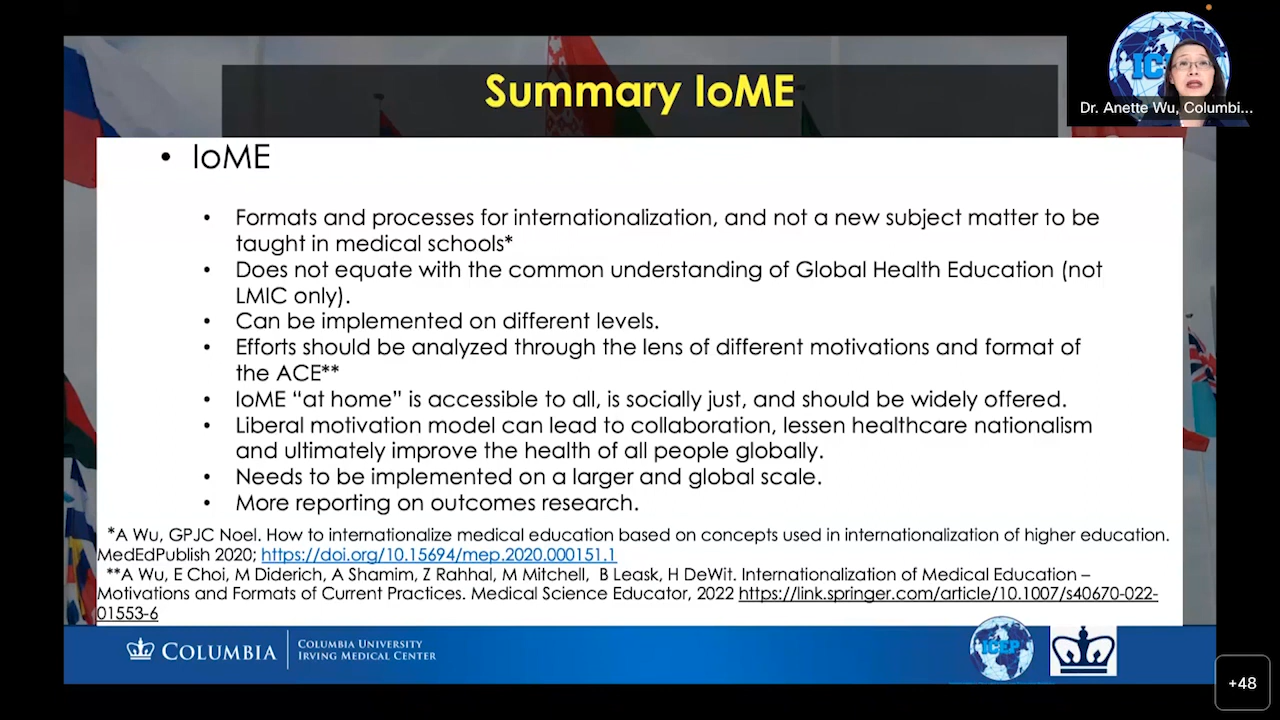 Summary IoME
Dr. Anette Wu, Columbi...
• IoME
• Formats and processes for internationalization, and not a new subject matter to be
taught in medical schools*
• Does not equate with the common understanding of Global Health Education (not
LMIC only).
• Can be implemented on different levels.
• Efforts should be analyzed through the lens of different motivations and format of
the ACE**
• IoME “at home” is accessible to all, is socially just, and should be widely offered.
• Liberal motivation model can lead to collaboration, lessen healthcare nationalism
and ultimately improve the health of all people globally.
• Needs to be implemented on a larger and global scale.
• More reporting on outcomes research.
*A Wu, GPJC Noel. How to internationalize medical education based on concepts used in internationalization of higher education.
MedEdPublish 2020; https://doi.org/10.15694/mep.2020.000151.1
**A Wu, E Choi, M Diderich, A Shamim, Z Rahhal, M Mitchell, B Leask, H DeWit. Internationalization of Medical Education –
Motivations and Formats of Current Practices. Medical Science Educator, 2022 https://link.springer.com/article/10.1007/s40670-022-
01553-6
COLUMBIA
COLUMBIA UNIVERSITY
IRVING MEDICAL CENTER
ICEP
+48